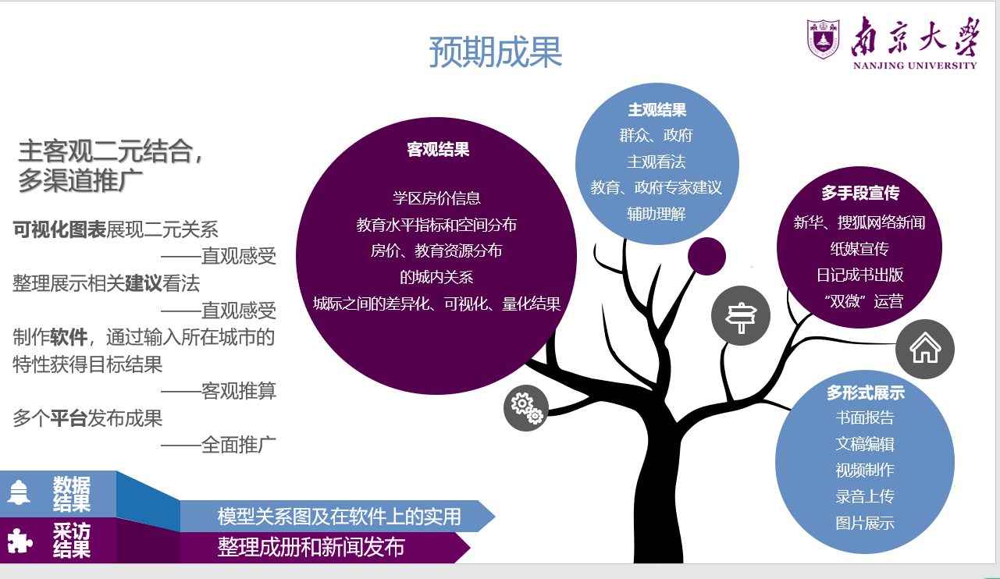 预期成果
南京大学
NANJING UNIVERSITY
主客观二元结合，
多渠道推广
可视化图表展现二元关系
——直观感受
整理展示相关建议看法
——直观感受
制作软件，通过输入所在城市的
特性获得目标结果
——客观推算
多个平台发布成果
——全面推广
客观结果
学区房价信息
教育水平指标和空间分布
房价、教育资源分布
的城内关系
城际之间的差异化、可视化、量化结果
主观结果
群众、政府
主观看法
教育、政府专家建议
辅助理解
多手段宣传
新华、搜狐网络新闻
纸媒宣传
日记成书出版
“双微”运营
多形式展示
书面报告
文稿编辑
视频制作
录音上传
图片展示
数据
结果
模型关系图及在软件上的实用
采访
结果
整理成册和新闻发布